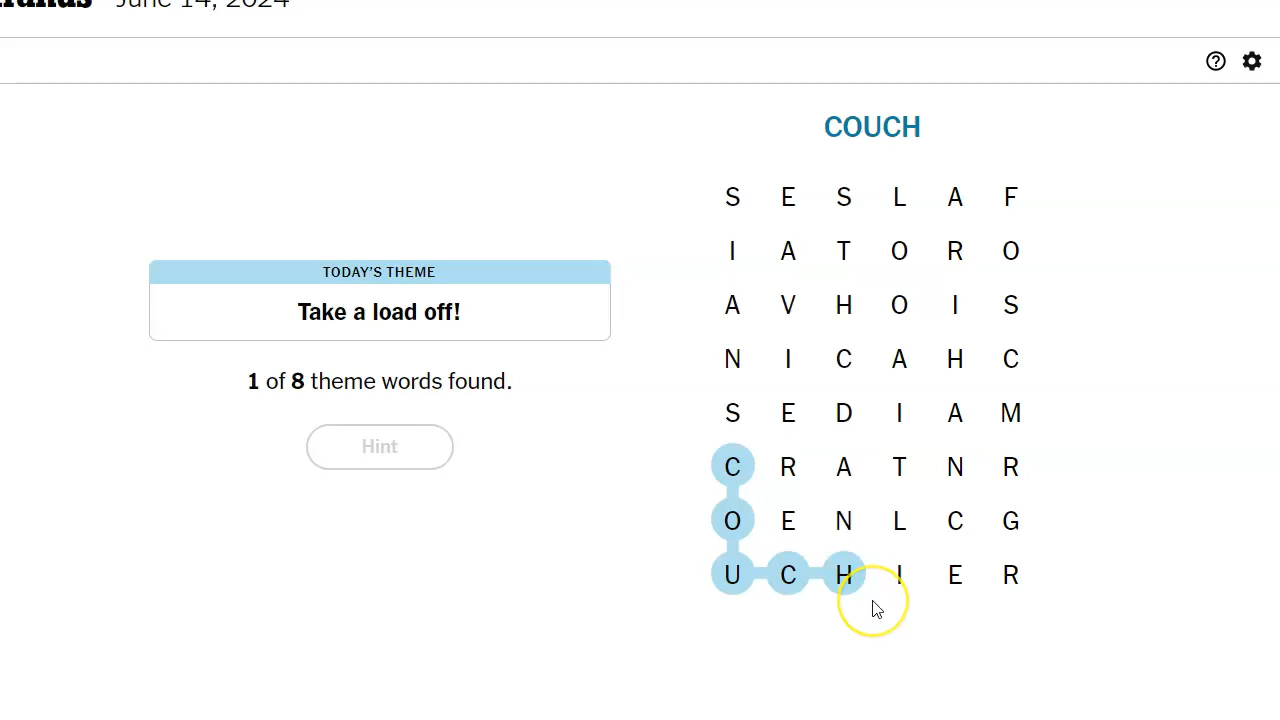 June 14, 2024
COUCH
S E S L A F
TODAY'S THEME
I A T O R O
Take a load off!
A V H O I S
N I C A H C
1 of 8 theme words found.
S E D I A M
Hint
C R A T N R
O E N L C G
U C H I E R